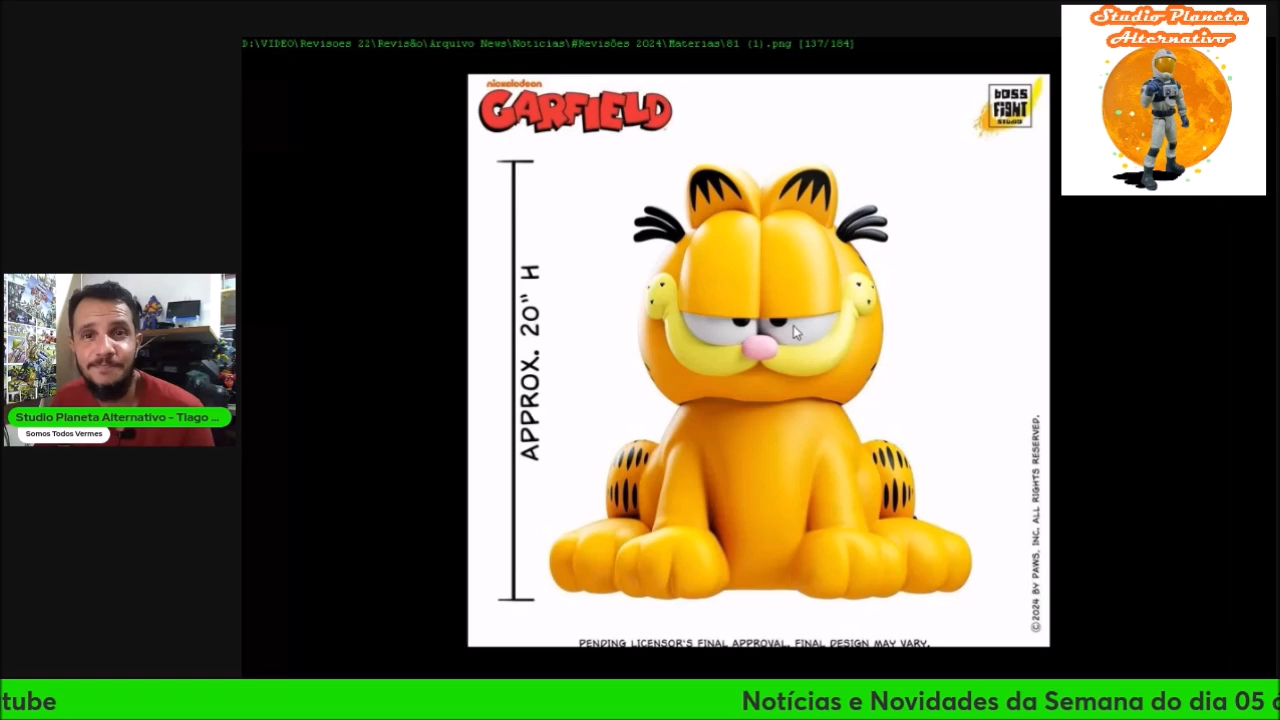 D:\VIDEO\Revisoes 22\Revisão\Arquivo News\Noticias\#Revisões 2024\Materias\81 (1).png [137/184]
Studio Planeta
Alternativo
nickelodeon
GARFIELD
BOSS
FIGHT
STUDIO
APPROX. 20" H
©2024 BY PAWS, INC. ALL RIGHTS RESERVED.
PENDING LICENSOR'S FINAL APPROVAL. FINAL DESIGN MAY VARY.
Studio Planeta Alternativo - Tiago ...
Somos Todos Vermes
tube
Notícias e Novidades da Semana do dia 05